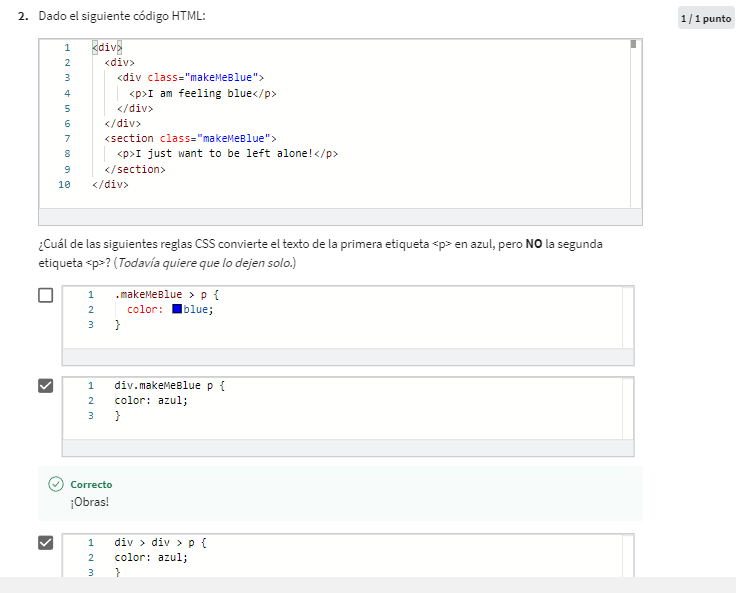 2. Dado el siguiente código HTML:
1 / 1 punto
1 <div>
2 <div>
3 <div class="makeMeBlue">
4 <p>I am feeling blue</p>
5 </div>
6 </div>
7 <section class="makeMeBlue">
8 <p>I just want to be left alone!</p>
9 </section>
10 </div>
¿Cuál de las siguientes reglas CSS convierte el texto de la primera etiqueta <p> en azul, pero NO la segunda
etiqueta <p>? (Todavía quiere que lo dejen solo.)
1 .makeMeBlue > p {
2 color: blue;
3 }
1 div.makeMeBlue p {
2 color: azul;
3 }
Correcto
¡Obras!
1 div > div > p {
2 color: azul;
3 }